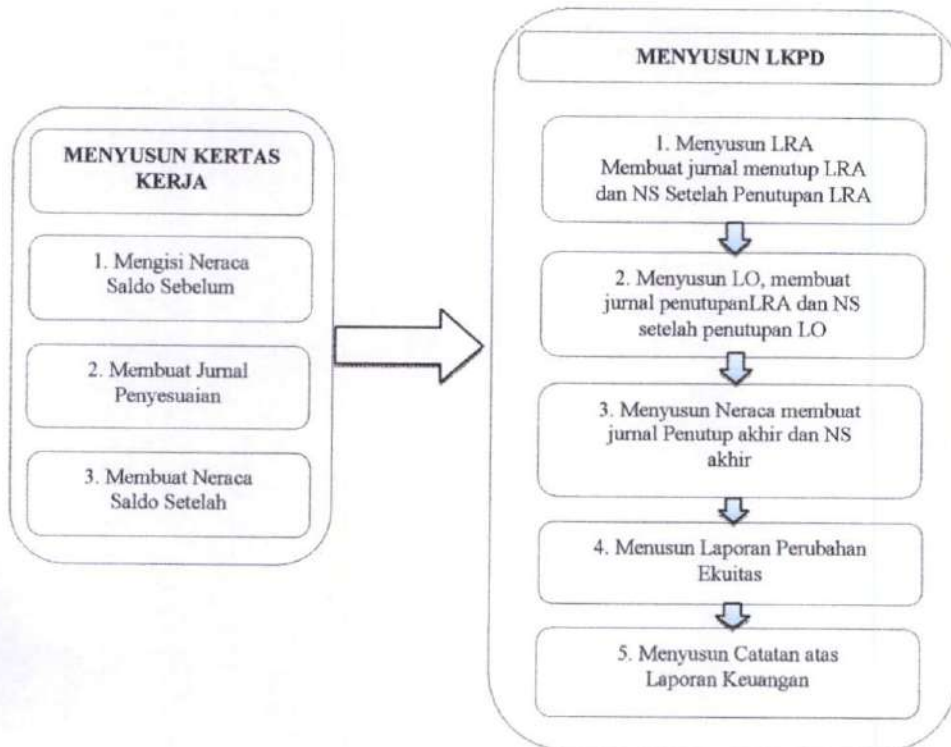 MENYUSUN KERTAS
KERJA
1. Mengisi Neraca
Saldo Sebelum
2. Membuat Jurnal
Penyesuaian
3. Membuat Neraca
Saldo Setelah
MENYUSUN LKPD
1. Menyusun LRA
Membuat jurnal menutup LRA
dan NS Setelah Penutupan LRA
2. Menyusun LO, membuat
jurnal penutupanLRA dan NS
setelah penutupan LO
3. Menyusun Neraca membuat
jurnal Penutup akhir dan NS
akhir
4. Menusun Laporan Perubahan
Ekuitas
5. Menyusun Catatan atas
Laporan Keuangan